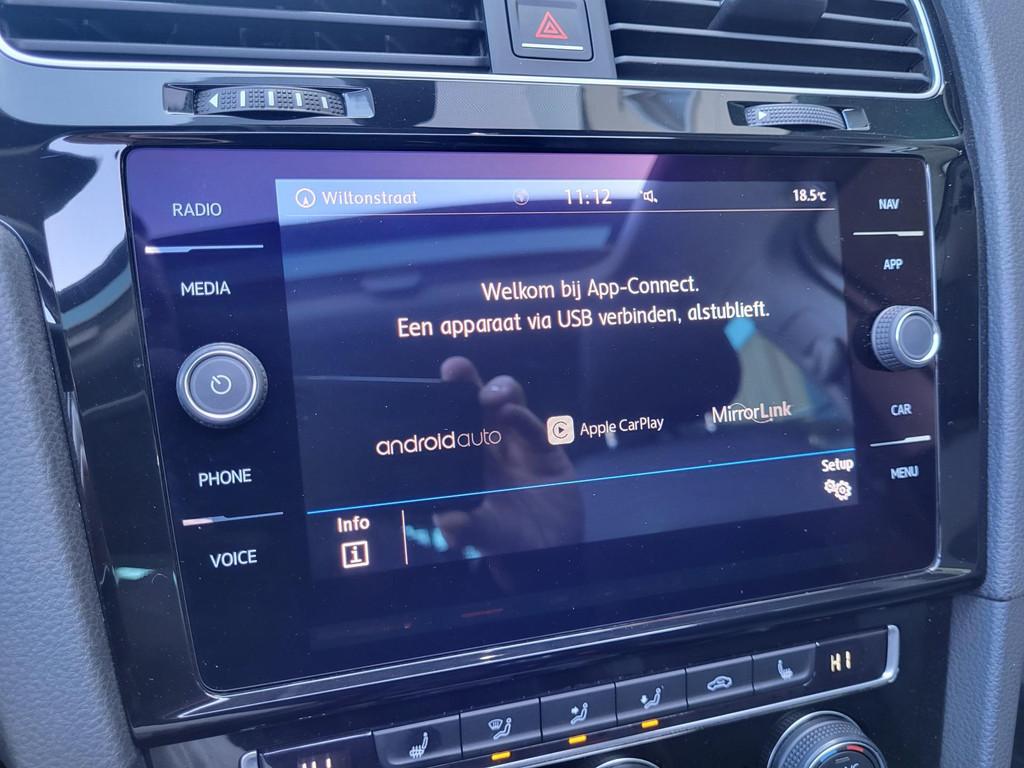 RADIO
MEDIA
PHONE
VOICE
Wiltonstraat
11:12
18.5°C
Welkom bij App-Connect.
Een apparaat via USB verbinden, alstublieft.
androidauto
Apple CarPlay
MirrorLink
Setup
Info
NAV
APP
CAR
MENU
HI